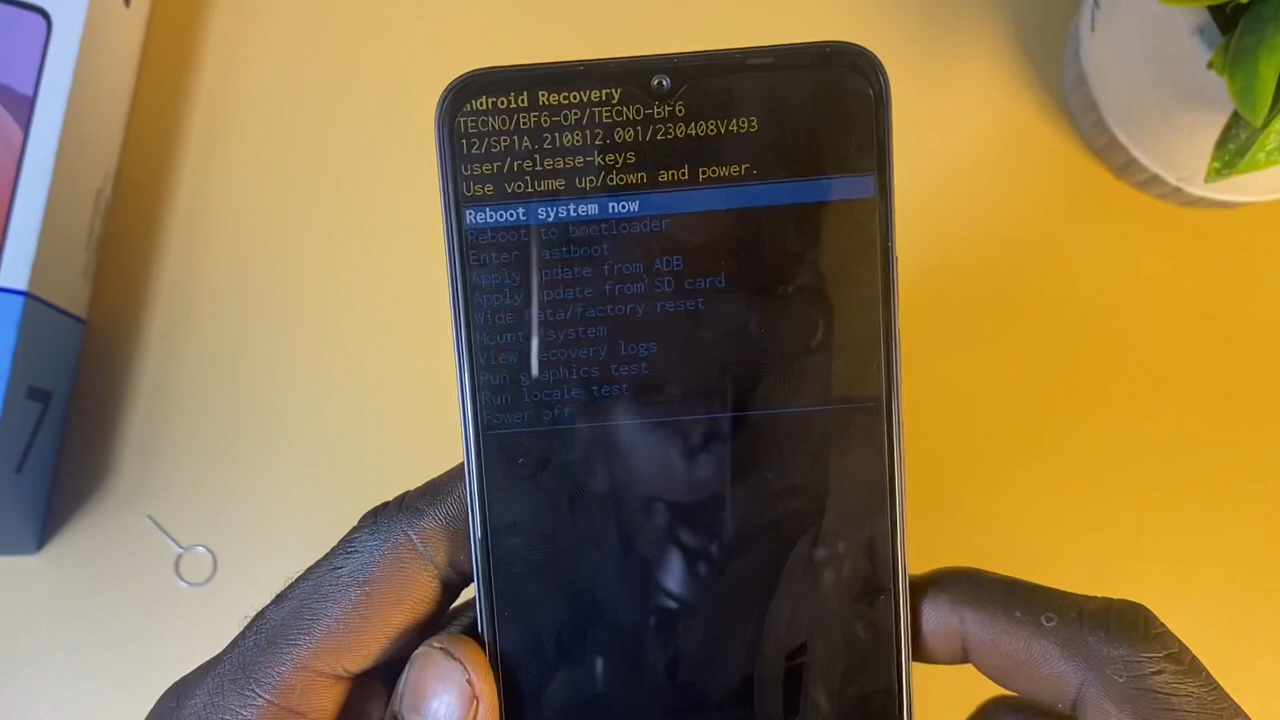 Android Recovery
TECNO/BF6-OP/TECNO-BF6
12/SP1A.210812.001/230408V493
user/release-keys
Use volume up/down and power.
Reboot system now
Reboot to bootloader
Enter fastboot
Apply update from ADB
Apply update from SD card
Wipe data/factory reset
Mount /system
View recovery logs
Run graphics test
Run locale test
Power off
7